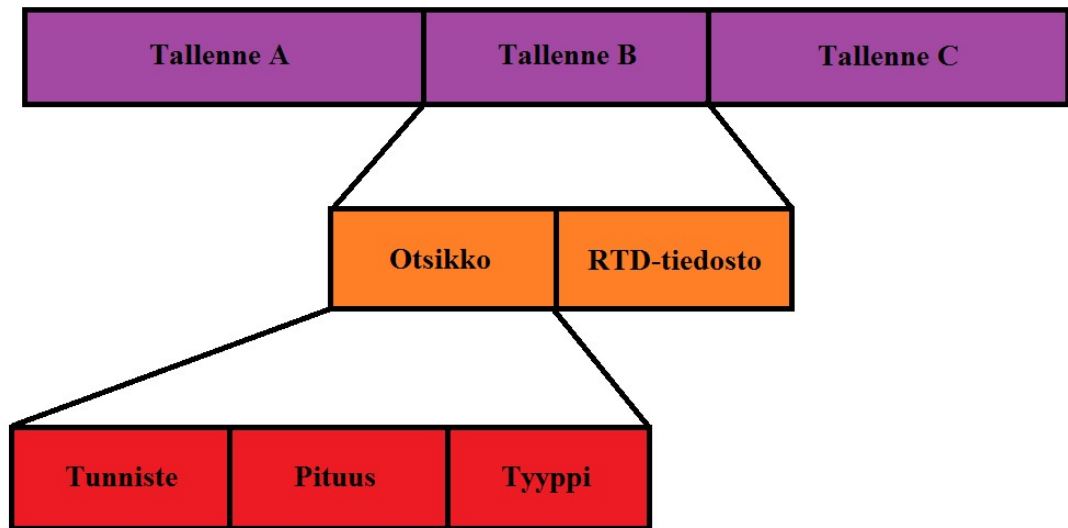 Tallenne A
Tallenne B
Tallenne C
Otsikko
RTD-tiedosto
Tunniste
Pituus
Tyyppi